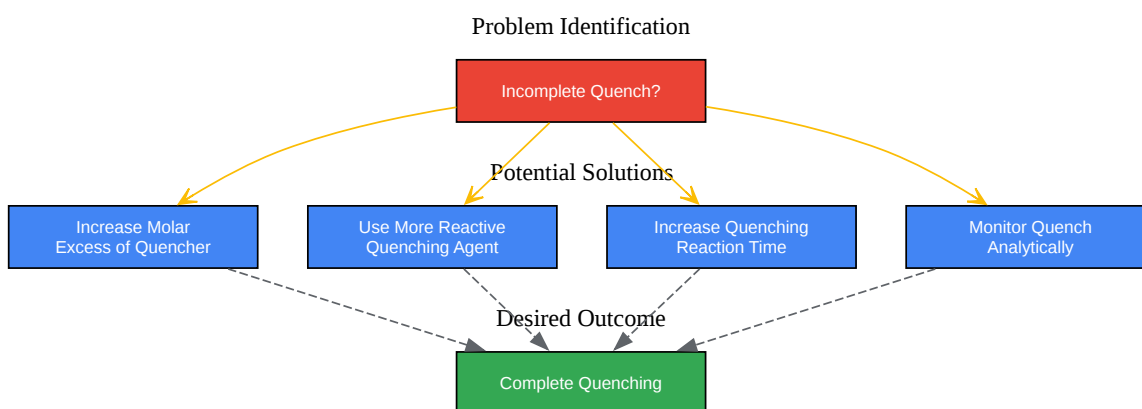 Problem Identification
Incomplete Quench?
Potential Solutions
Increase Molar
Excess of Quencher
Use More Reactive
Quenching Agent
Increase Quenching
Reaction Time
Monitor Quench
Analytically
Desired Outcome
Complete Quenching